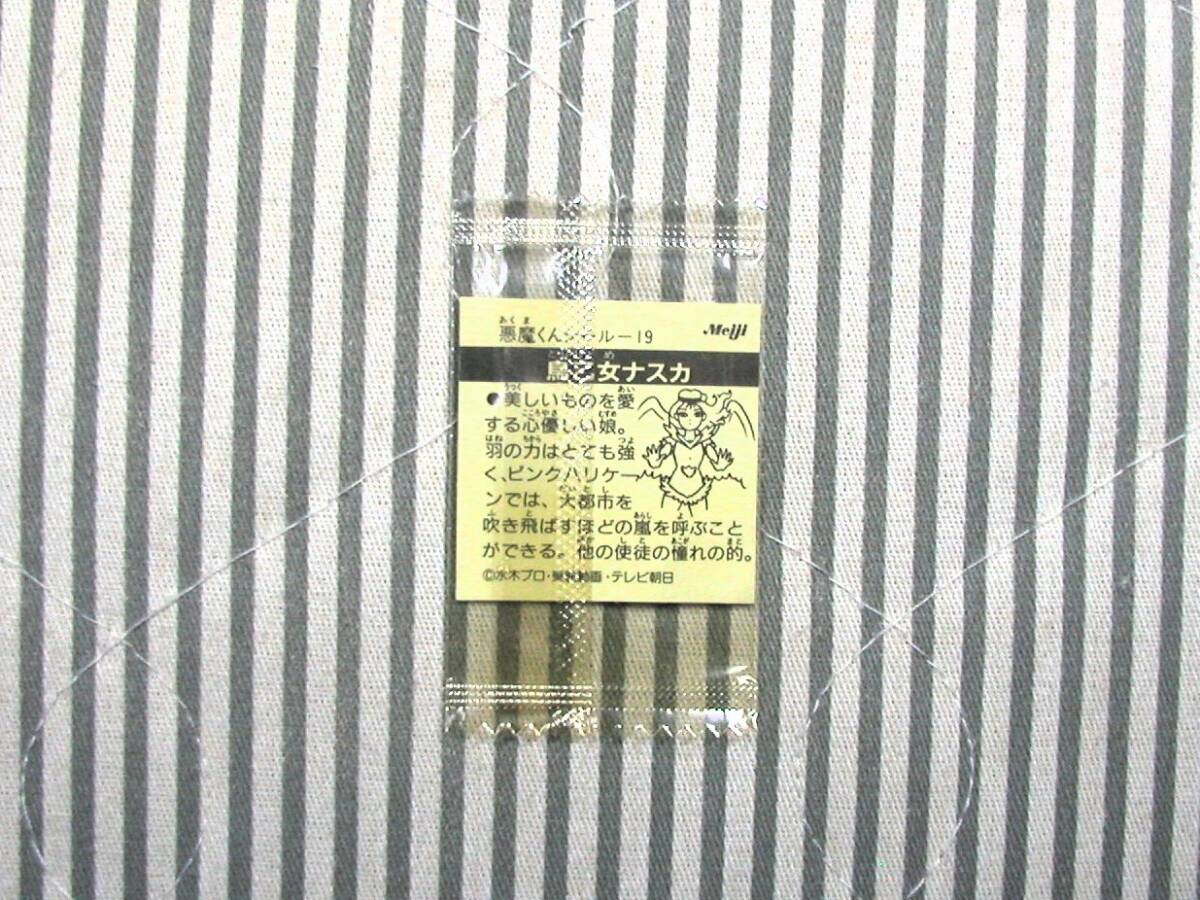 悪魔くんシールー19
Meiji
鳥乙女ナスカ
●美しいものを愛
する心優しい娘。
羽の力はとても強
く、ピンクハリケー
ンでは、大都市を
吹き飛ばすほどの嵐を呼ぶこと
ができる。他の使徒の憧れの的。
©水木プロ・東映動画・テレビ朝日